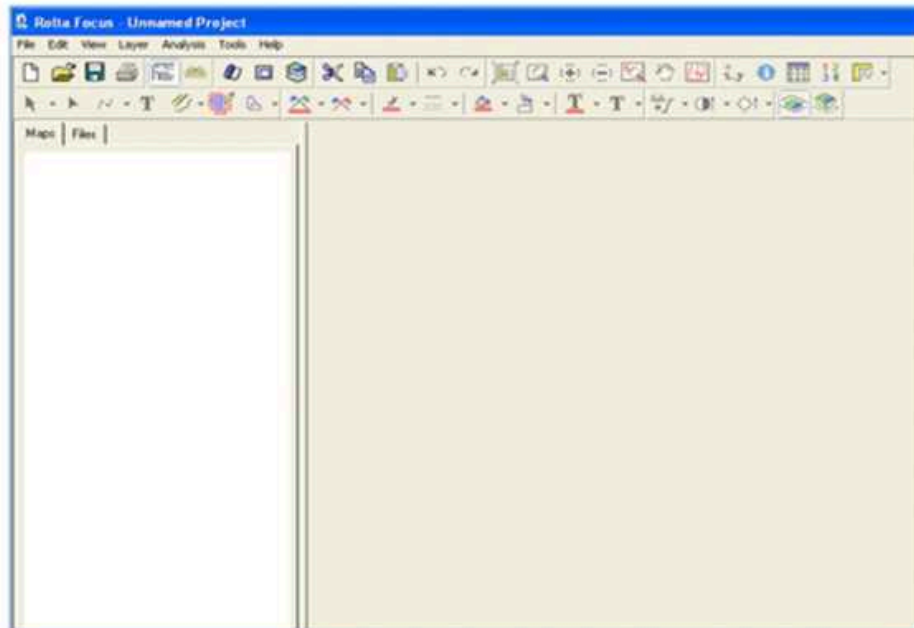 Rotta Focus - Unnamed Project
File Edit View Layer Analysis Tools Help
Maps Files